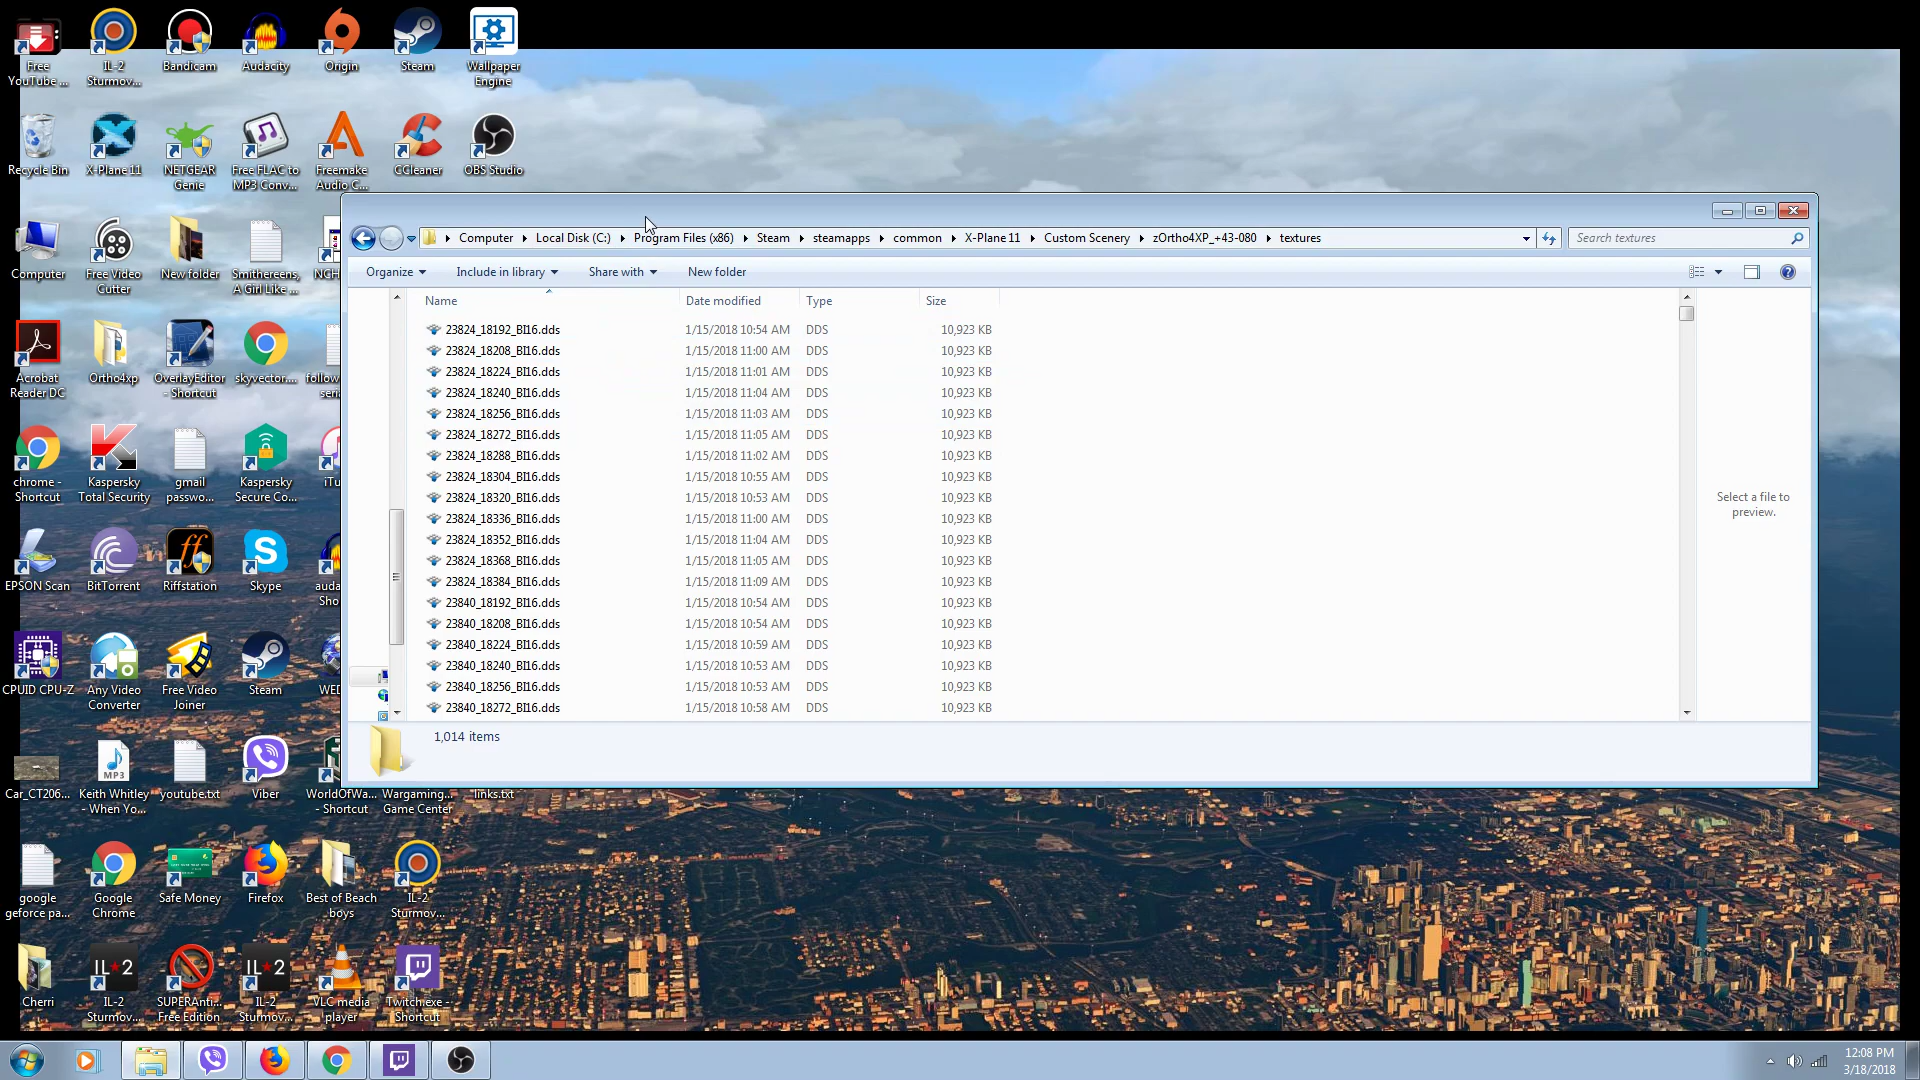 Free
YouTube ...
IL-2
Sturmov...
Bandicam
Audacity
Origin
Steam
Wallpaper
Engine
Recycle Bin
X-Plane 11
NETGEAR
Genie
Free FLAC to
MP3 Conv...
Freemake
Audio C...
CCleaner
OBS Studio
Computer
Free Video
Cutter
New folder
Smithereens,
A Girl Like ...
NCH
Acrobat
Reader DC
Ortho4xp
OverlayEditor
- Shortcut
skyvector....
follow
seria
chrome -
Shortcut
Kaspersky
Total Security
gmail
passwo...
Kaspersky
Secure Co...
iTu
EPSON Scan
BitTorrent
Riffstation
Skype
auda
Sho
CPUID CPU-Z
Any Video
Converter
Free Video
Joiner
Steam
WED
Car_CT206...
MP3
Keith Whitley
- When Yo...
youtube.txt
Viber
WorldOfWa...
- Shortcut
Wargaming...
Game Center
links.txt
google
geforce pa...
Google
Chrome
Safe Money
Firefox
Best of Beach
boys
IL-2
Sturmov...
Cherri
IL★2
IL-2
Sturmov...
SUPERAnti...
Free Edition
IL★2
IL-2
Sturmov...
VLC media
player
Twitch.exe -
Shortcut
Computer Local Disk (C:) Program Files (x86) Steam steamapps common X-Plane 11 Custom Scenery zOrtho4XP_+43-080 textures
Search textures
Organize Include in library Share with New folder
Name Date modified Type Size
23824_18192_BI16.dds 1/15/2018 10:54 AM DDS 10,923 KB
23824_18208_BI16.dds 1/15/2018 11:00 AM DDS 10,923 KB
23824_18224_BI16.dds 1/15/2018 11:01 AM DDS 10,923 KB
23824_18240_BI16.dds 1/15/2018 11:04 AM DDS 10,923 KB
23824_18256_BI16.dds 1/15/2018 11:03 AM DDS 10,923 KB
23824_18272_BI16.dds 1/15/2018 11:05 AM DDS 10,923 KB
23824_18288_BI16.dds 1/15/2018 11:02 AM DDS 10,923 KB
23824_18304_BI16.dds 1/15/2018 10:55 AM DDS 10,923 KB
23824_18320_BI16.dds 1/15/2018 10:53 AM DDS 10,923 KB
23824_18336_BI16.dds 1/15/2018 11:00 AM DDS 10,923 KB
23824_18352_BI16.dds 1/15/2018 11:04 AM DDS 10,923 KB
23824_18368_BI16.dds 1/15/2018 11:05 AM DDS 10,923 KB
23824_18384_BI16.dds 1/15/2018 11:09 AM DDS 10,923 KB
23840_18192_BI16.dds 1/15/2018 10:54 AM DDS 10,923 KB
23840_18208_BI16.dds 1/15/2018 10:54 AM DDS 10,923 KB
23840_18224_BI16.dds 1/15/2018 10:59 AM DDS 10,923 KB
23840_18240_BI16.dds 1/15/2018 10:53 AM DDS 10,923 KB
23840_18256_BI16.dds 1/15/2018 10:53 AM DDS 10,923 KB
23840_18272_BI16.dds 1/15/2018 10:58 AM DDS 10,923 KB
Select a file to
preview.
1,014 items
12:08 PM
3/18/2018